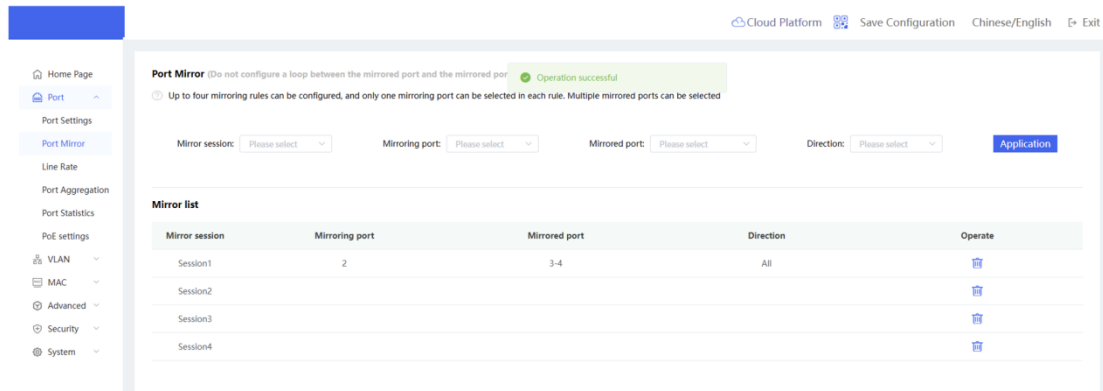 Cloud Platform Save Configuration Chinese/English Exit
Home Page
Port
Port Settings
Port Mirror
Line Rate
Port Aggregation
Port Statistics
PoE settings
VLAN
MAC
Advanced
Security
System
Port Mirror (Do not configure a loop between the mirrored port and the mirrored por
Operation successful
Up to four mirroring rules can be configured, and only one mirroring port can be selected in each rule. Multiple mirrored ports can be selected
Mirror session: Please select Mirroring port: Please select Mirrored port: Please select Direction: Please select Application
Mirror list
Mirror session Mirroring port Mirrored port Direction Operate
Session1 2 3-4 All
Session2
Session3
Session4